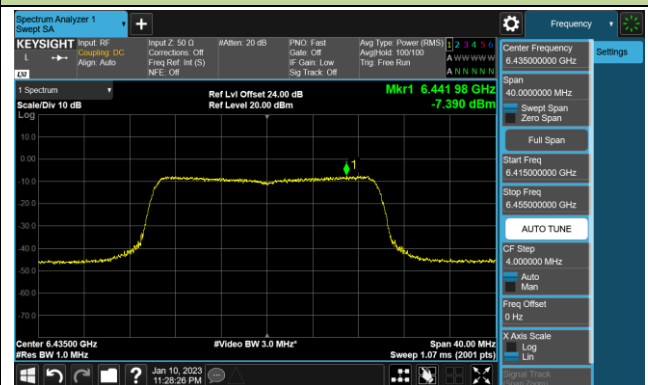 Spectrum Analyzer 1
Swept SA
Frequency
KEYSIGHT
Input: RF
Coupling: DC
Align: Auto
Input Z: 50 Ω
Corrections: Off
Freq Ref: Int (S)
NFE: Off
#Atten: 20 dB
PNO: Fast
Gate: Off
IF Gain: Low
Sig Track: Off
Avg Type: Power (RMS)
Avg|Hold: 100/100
Trig: Free Run
1 2 3 4 5 6
A W W W W W
A N N N N N
L
LXI
1 Spectrum
Scale/Div 10 dB
Log
Ref Lvl Offset 24.00 dB
Ref Level 20.00 dBm
Mkr1 6.441 98 GHz
-7.390 dBm
10.0
0.00
-10.0
-20.0
-30.0
-40.0
-50.0
-60.0
-70.0
1
Center 6.43500 GHz
#Res BW 1.0 MHz
#Video BW 3.0 MHz*
Span 40.00 MHz
Sweep 1.07 ms (2001 pts)
Center Frequency
6.435000000 GHz
Settings
Span
40.0000000 MHz
Swept Span
Zero Span
Full Span
Start Freq
6.415000000 GHz
Stop Freq
6.455000000 GHz
AUTO TUNE
CF Step
4.000000 MHz
Auto
Man
Freq Offset
0 Hz
X Axis Scale
Log
Lin
Signal Track
(Span Zoom)
Jan 10, 2023
11:28:26 PM